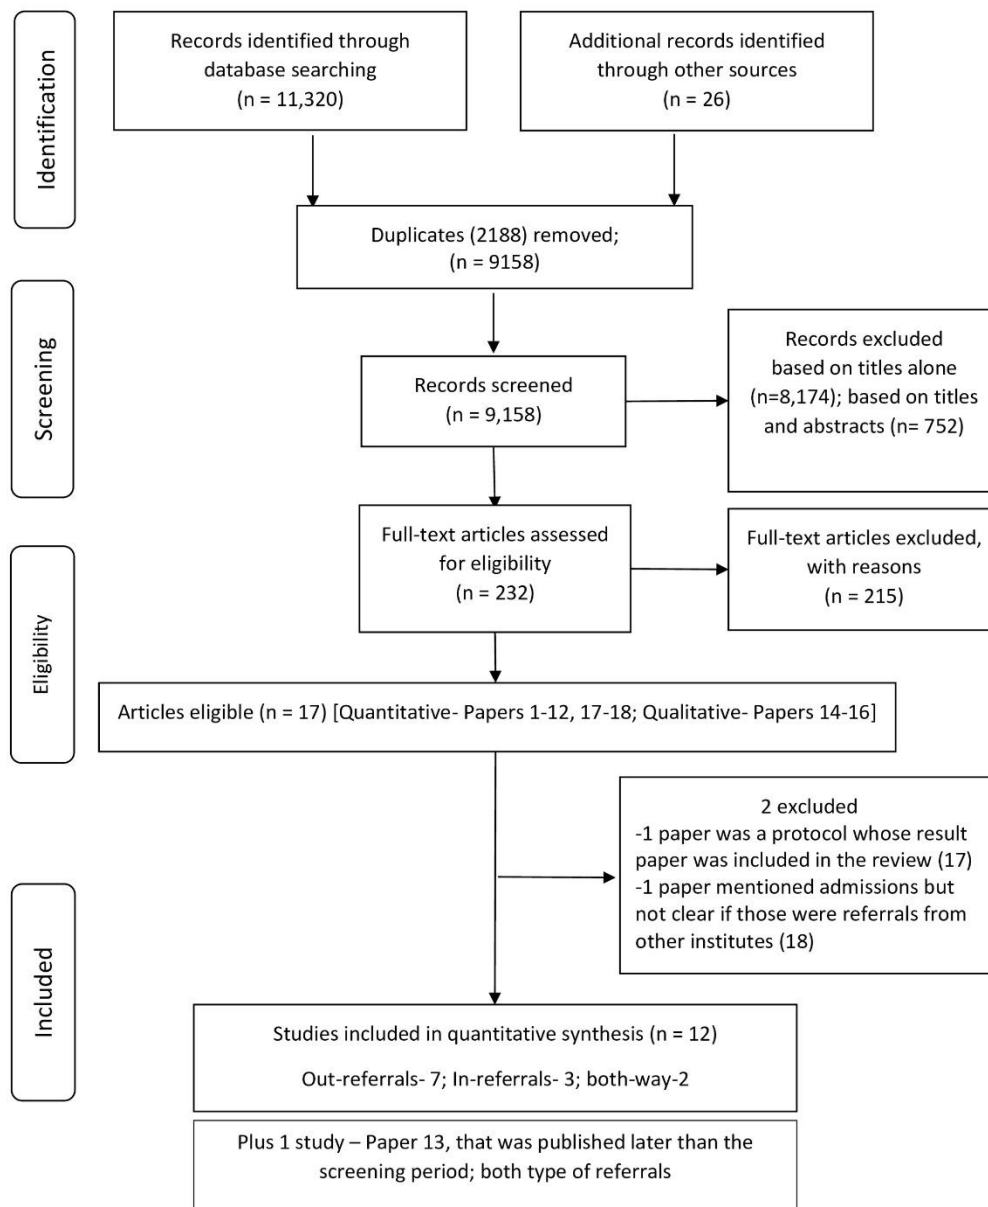 Identification
Records identified through
database searching
(n = 11,320)
Additional records identified
through other sources
(n = 26)
Duplicates (2188) removed;
(n = 9158)
Screening
Records screened
(n = 9,158)
Records excluded
based on titles alone
(n=8,174); based on titles
and abstracts (n= 752)
Eligibility
Full-text articles assessed
for eligibility
(n = 232)
Full-text articles excluded,
with reasons
(n = 215)
Articles eligible (n = 17) [Quantitative- Papers 1-12, 17-18; Qualitative- Papers 14-16]
Included
2 excluded
-1 paper was a protocol whose result
paper was included in the review (17)
-1 paper mentioned admissions but
not clear if those were referrals from
other institutes (18)
Studies included in quantitative synthesis (n = 12)
Out-referrals- 7; In-referrals- 3; both-way-2
Plus 1 study – Paper 13, that was published later than the
screening period; both type of referrals